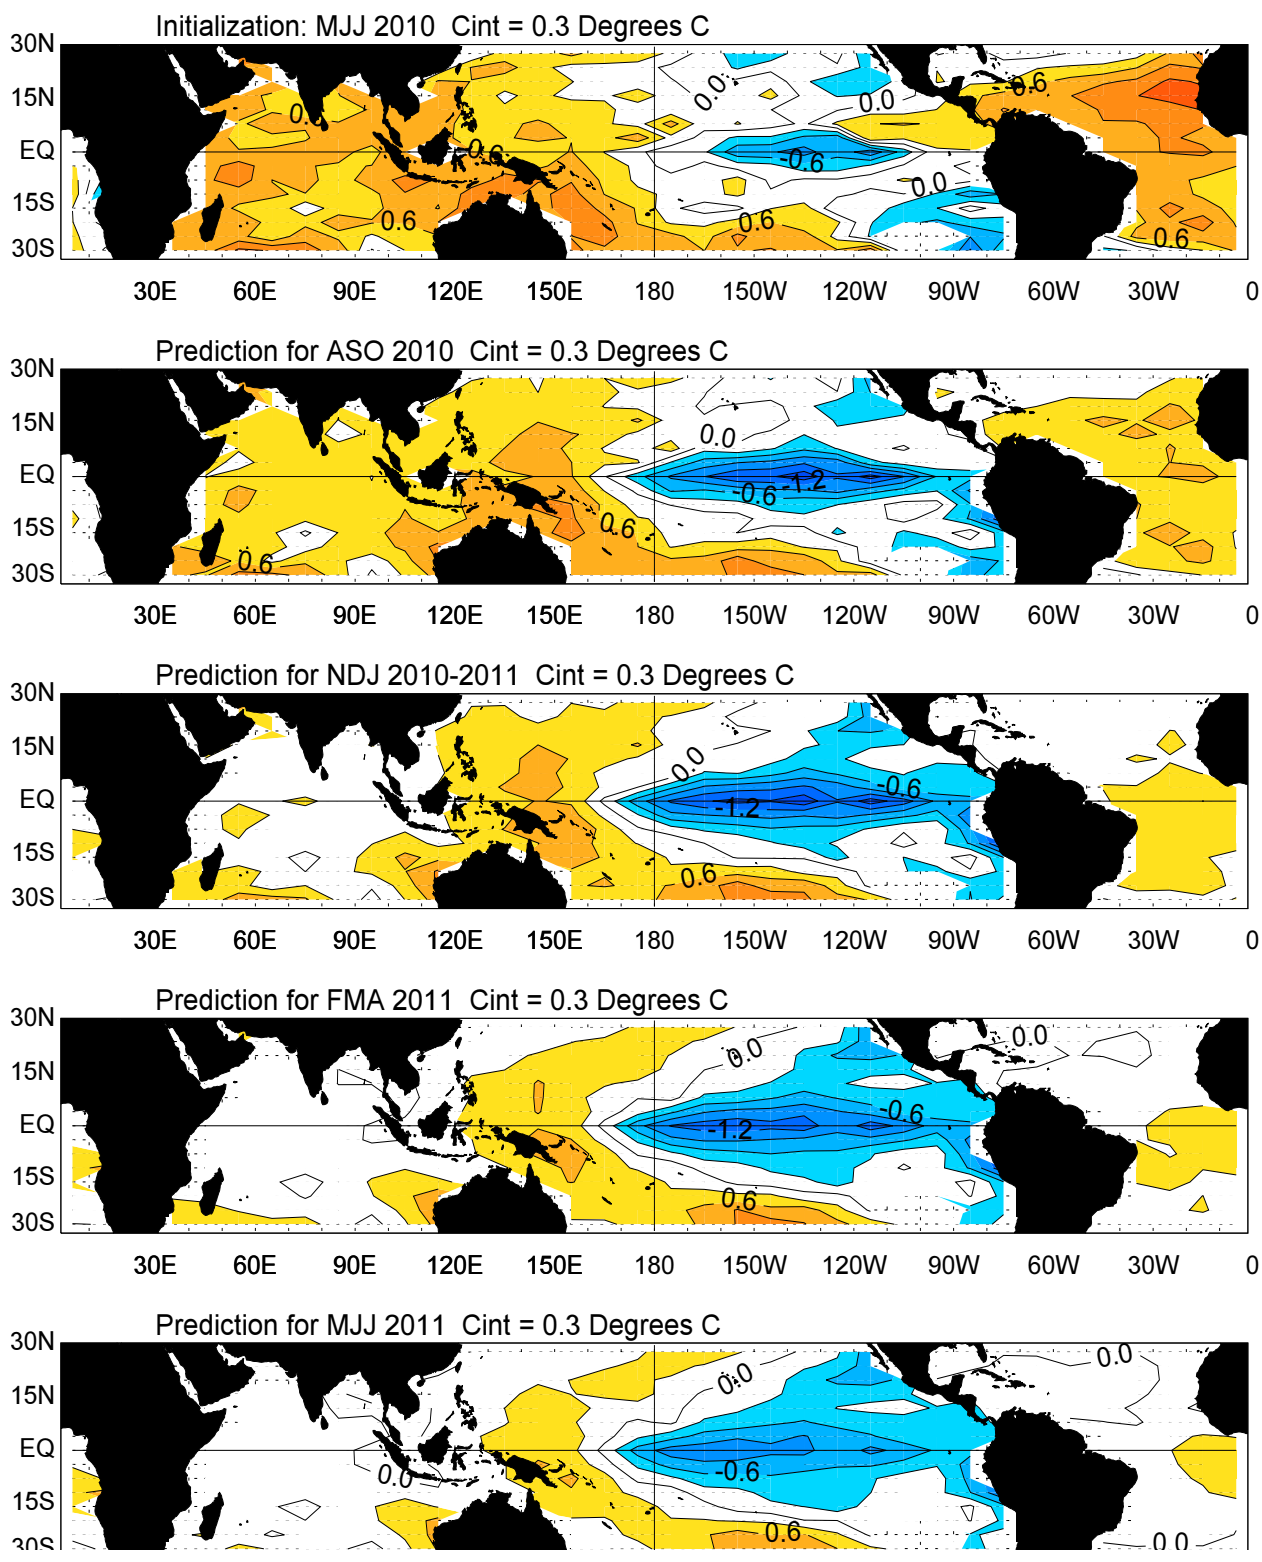 Initialization: MJJ 2010 Cint = 0.3 Degrees C
30N
15N
EQ
15S
30S
0.0
0.0
0.6
0.6
-0.6
0.0
0.6
0.6
0.6
30E 60E 90E 120E 150E 180 150W 120W 90W 60W 30W 0
Prediction for ASO 2010 Cint = 0.3 Degrees C
30N
15N
EQ
15S
30S
0.0
-0.6
-1.2
0.6
0.6
30E 60E 90E 120E 150E 180 150W 120W 90W 60W 30W 0
Prediction for NDJ 2010-2011 Cint = 0.3 Degrees C
30N
15N
EQ
15S
30S
0.0
-0.6
-1.2
0.6
30E 60E 90E 120E 150E 180 150W 120W 90W 60W 30W 0
Prediction for FMA 2011 Cint = 0.3 Degrees C
30N
15N
EQ
15S
30S
0.0
0.0
-0.6
-1.2
0.6
30E 60E 90E 120E 150E 180 150W 120W 90W 60W 30W 0
Prediction for MJJ 2011 Cint = 0.3 Degrees C
30N
15N
EQ
15S
30S
0.0
0.0
0.0
-0.6
0.6
0.0